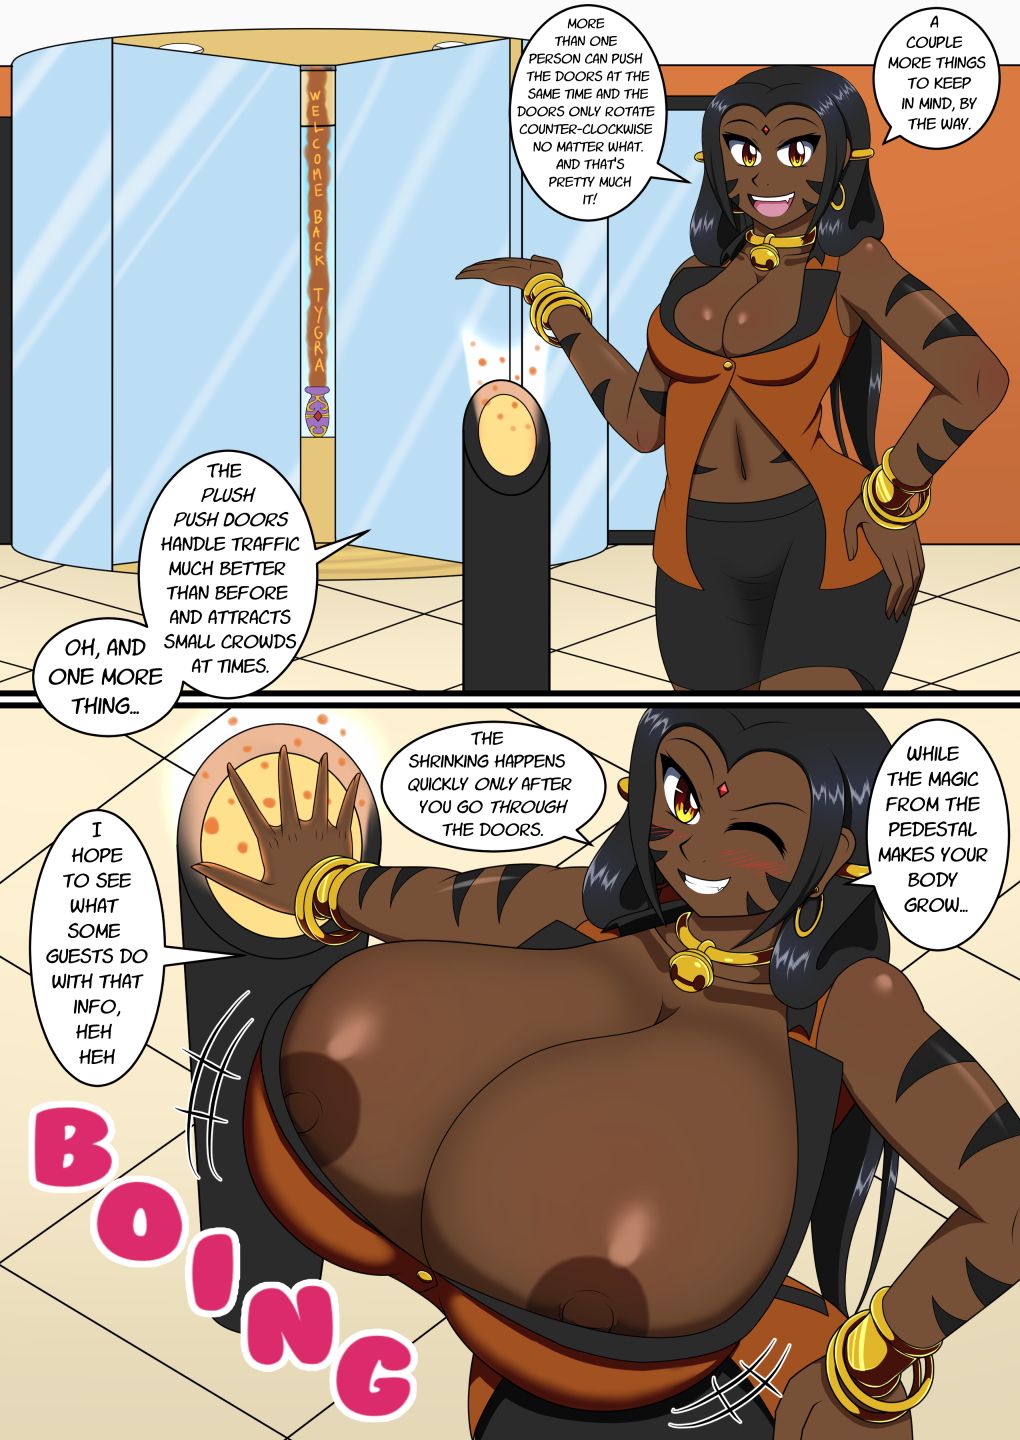 A
COUPLE
MORE THINGS
TO KEEP
IN MIND, BY
THE WAY.
MORE
THAN ONE
PERSON CAN PUSH
THE DOORS AT THE
SAME TIME AND THE
DOORS ONLY ROTATE
COUNTER-CLOCKWISE
NO MATTER WHAT.
AND THAT'S
PRETTY MUCH
IT!
WELCOME BACK TYGRA
THE
PLUSH
PUSH DOORS
HANDLE TRAFFIC
MUCH BETTER
THAN BEFORE
AND ATTRACTS
SMALL CROWDS
AT TIMES.
OH, AND
ONE MORE
THING...
WHILE
THE MAGIC
FROM THE
PEDESTAL
MAKES YOUR
BODY
GROW...
THE
SHRINKING HAPPENS
QUICKLY ONLY AFTER
YOU GO THROUGH
THE DOORS.
I
HOPE
TO SEE
WHAT
SOME
GUESTS DO
WITH THAT
INFO,
HEH
HEH
BOING